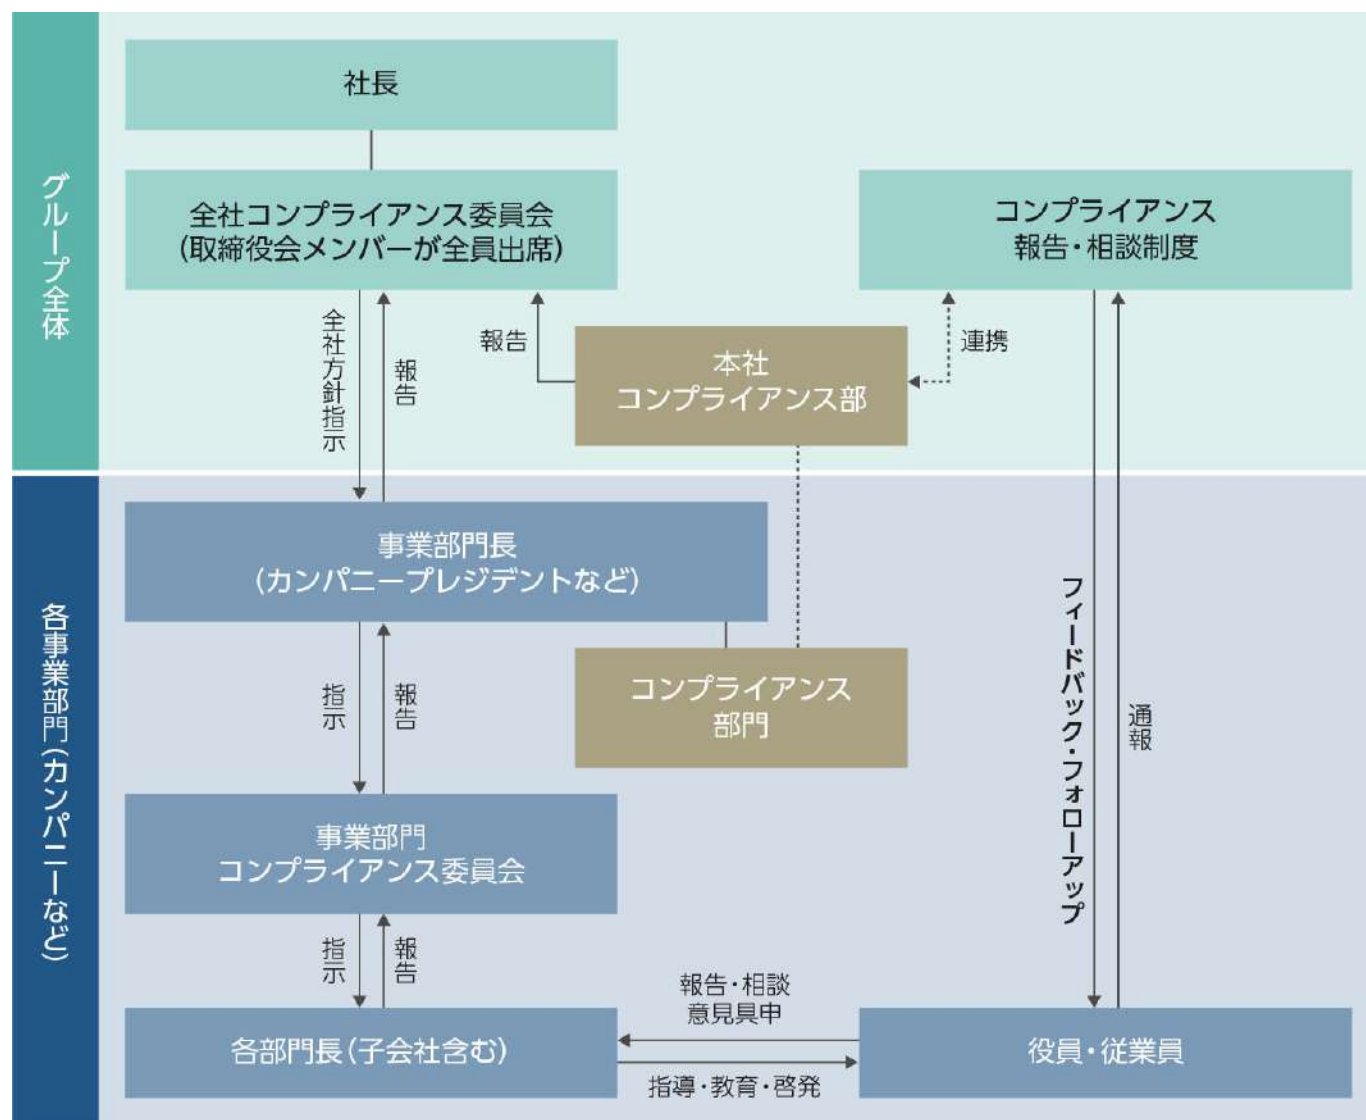 グループ全体
社長
全社コンプライアンス委員会
(取締役会メンバーが全員出席)
コンプライアンス
報告・相談制度
全社方針指示
報告
報告
本社
コンプライアンス部
連携
各事業部門(カンパニーなど)
事業部門長
(カンパニープレジデントなど)
指示
報告
コンプライアンス
部門
フィードバック・フォローアップ
通報
事業部門
コンプライアンス委員会
指示
報告
各部門長(子会社含む)
報告・相談
意見具申
指導・教育・啓発
役員・従業員